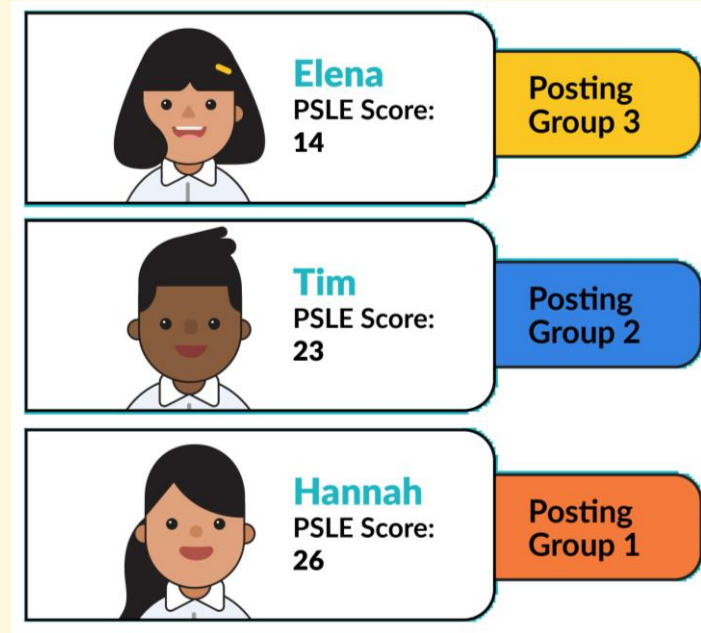 Elena
PSLE Score:
14
Posting
Group 3
Tim
PSLE Score:
23
Posting
Group 2
Hannah
PSLE Score:
26
Posting
Group 1